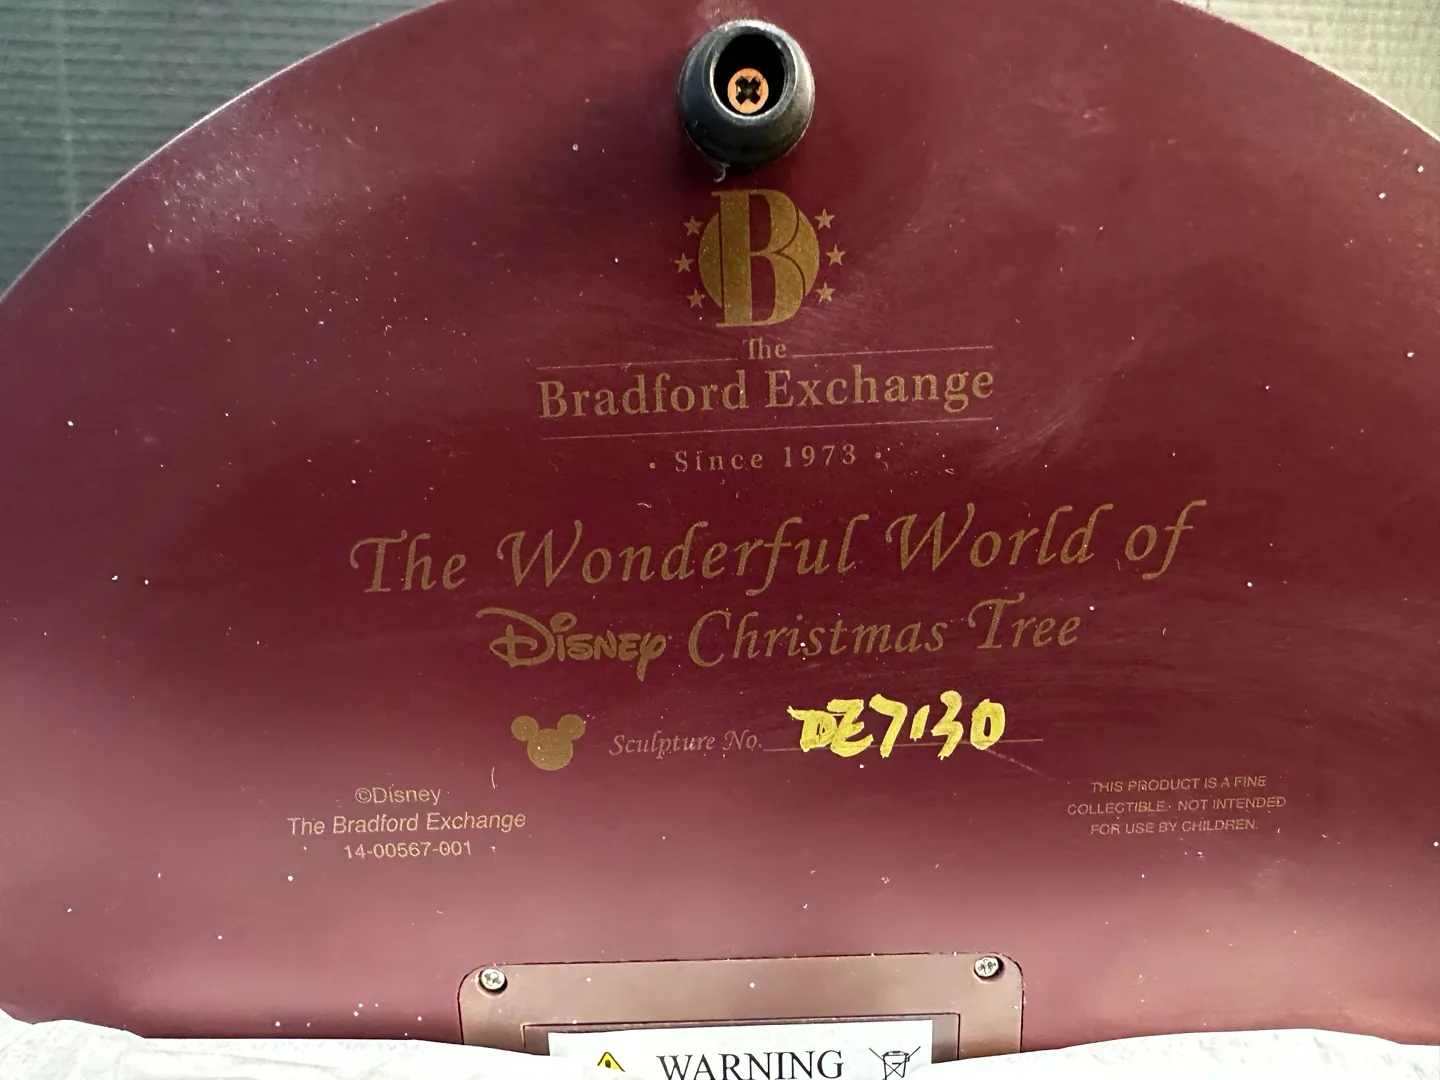 B
The
Bradford Exchange
· Since 1973 ·
The Wonderful World of
Disney Christmas Tree
Sculpture No. DE7130
©Disney
The Bradford Exchange
14-00567-001
THIS PRODUCT IS A FINE
COLLECTIBLE. NOT INTENDED
FOR USE BY CHILDREN.
WARNING